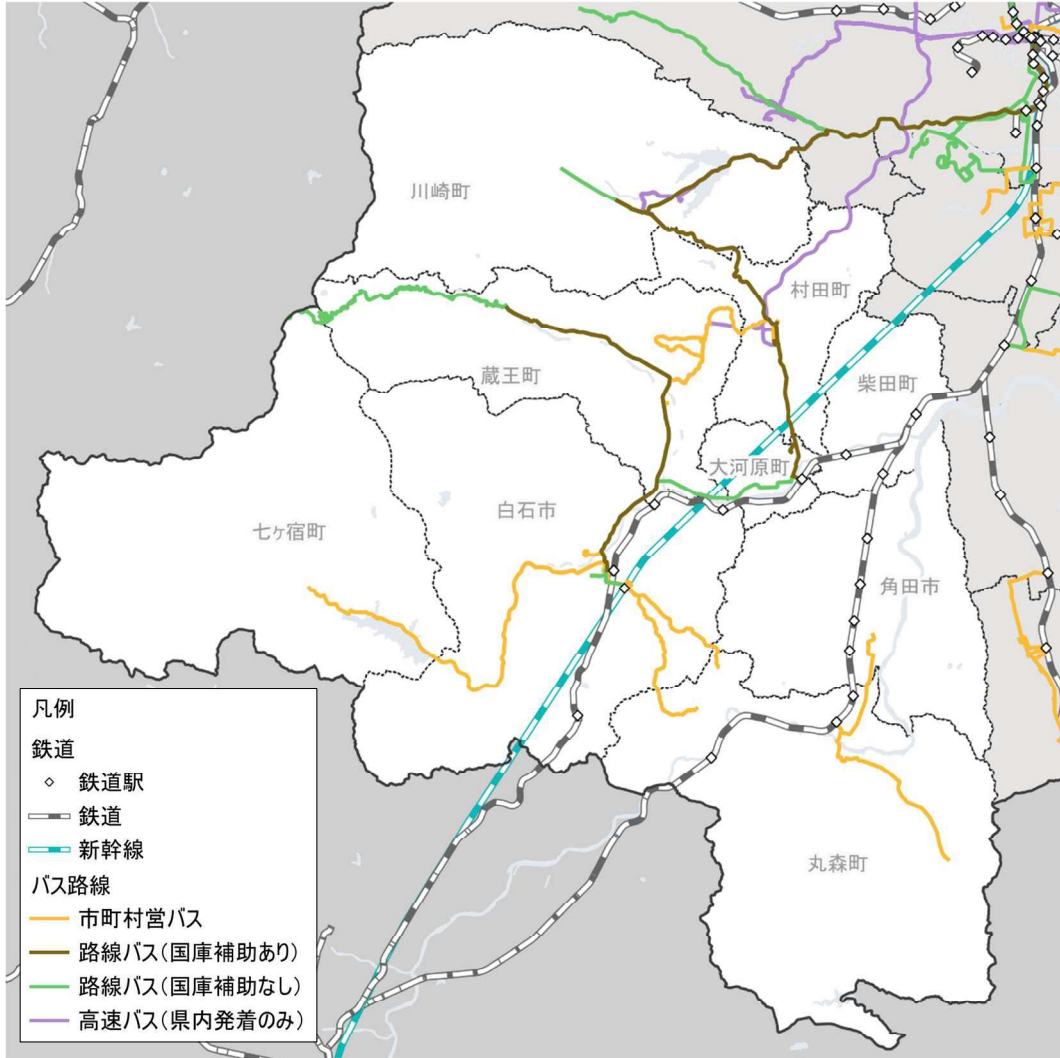 川崎町
村田町
蔵王町
柴田町
大河原町
白石市
七ヶ宿町
角田市
丸森町
凡例
鉄道
鉄道駅
鉄道
新幹線
バス路線
市町村営バス
路線バス(国庫補助あり)
路線バス(国庫補助なし)
高速バス(県内発着のみ)